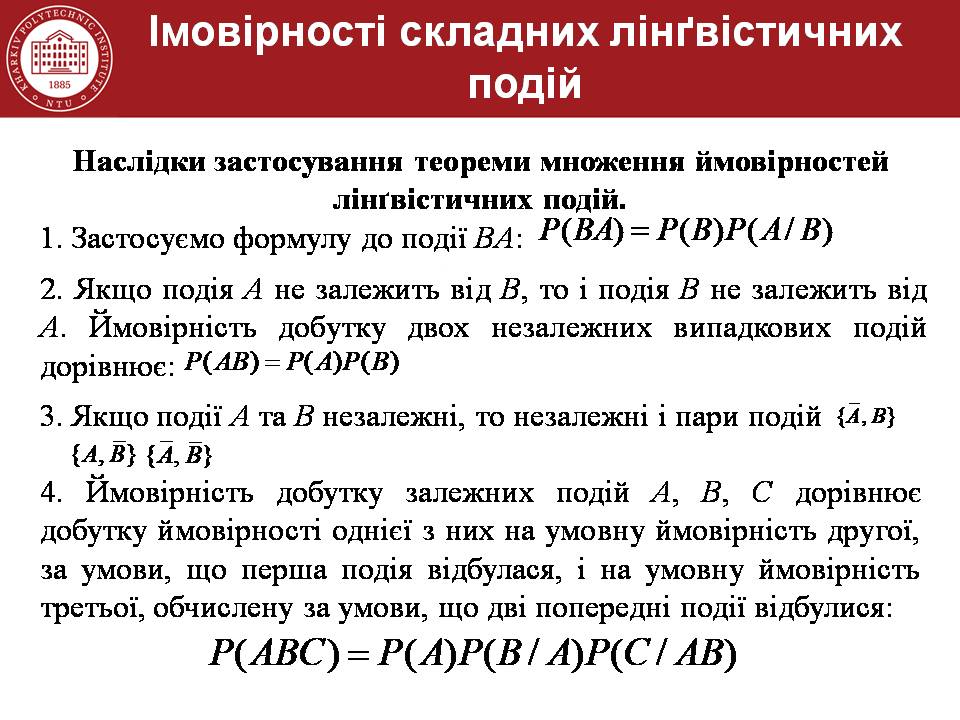 Імовірності складних лінґвістичних
подій
KHARKIV POLYTECHNIC INSTITUTE
1885
NTU
Наслідки застосування теореми множення ймовірностей
лінґвістичних подій.
1. Застосуємо формулу до події BA: P(BA) = P(B)P(A/ B)
2. Якщо подія A не залежить від B, то і подія B не залежить від
A. Ймовірність добутку двох незалежних випадкових подій
дорівнює: P(AB) = P(A)P(B)
3. Якщо події A та B незалежні, то незалежні і пари подій {A̅, B}
{A, B̅} {A̅, B̅}
4. Ймовірність добутку залежних подій A, B, C дорівнює
добутку ймовірності однієї з них на умовну ймовірність другої,
за умови, що перша подія відбулася, і на умовну ймовірність
третьої, обчислену за умови, що дві попередні події відбулися:
P(ABC) = P(A)P(B / A)P(C / AB)